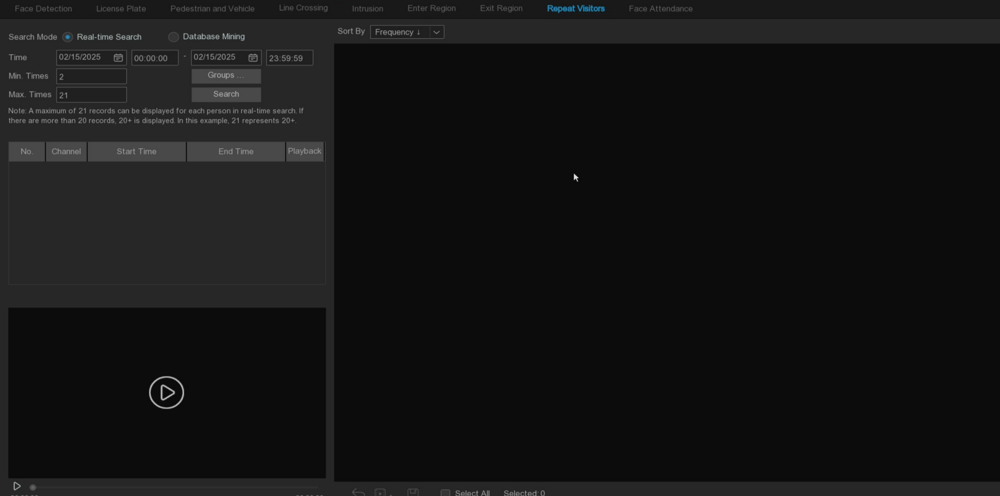 Face Detection License Plate Pedestrian and Vehicle Line Crossing Intrusion Enter Region Exit Region Repeat Visitors Face Attendance
Search Mode Real-time Search Database Mining
Sort By Frequency ↓
Time 02/15/2025 00:00:00 - 02/15/2025 23:59:59
Min. Times 2 Groups ...
Max. Times 21 Search
Note: A maximum of 21 records can be displayed for each person in real-time search. If
there are more than 20 records, 20+ is displayed. In this example, 21 represents 20+.
No. Channel Start Time End Time Playback
Select All Selected: 0